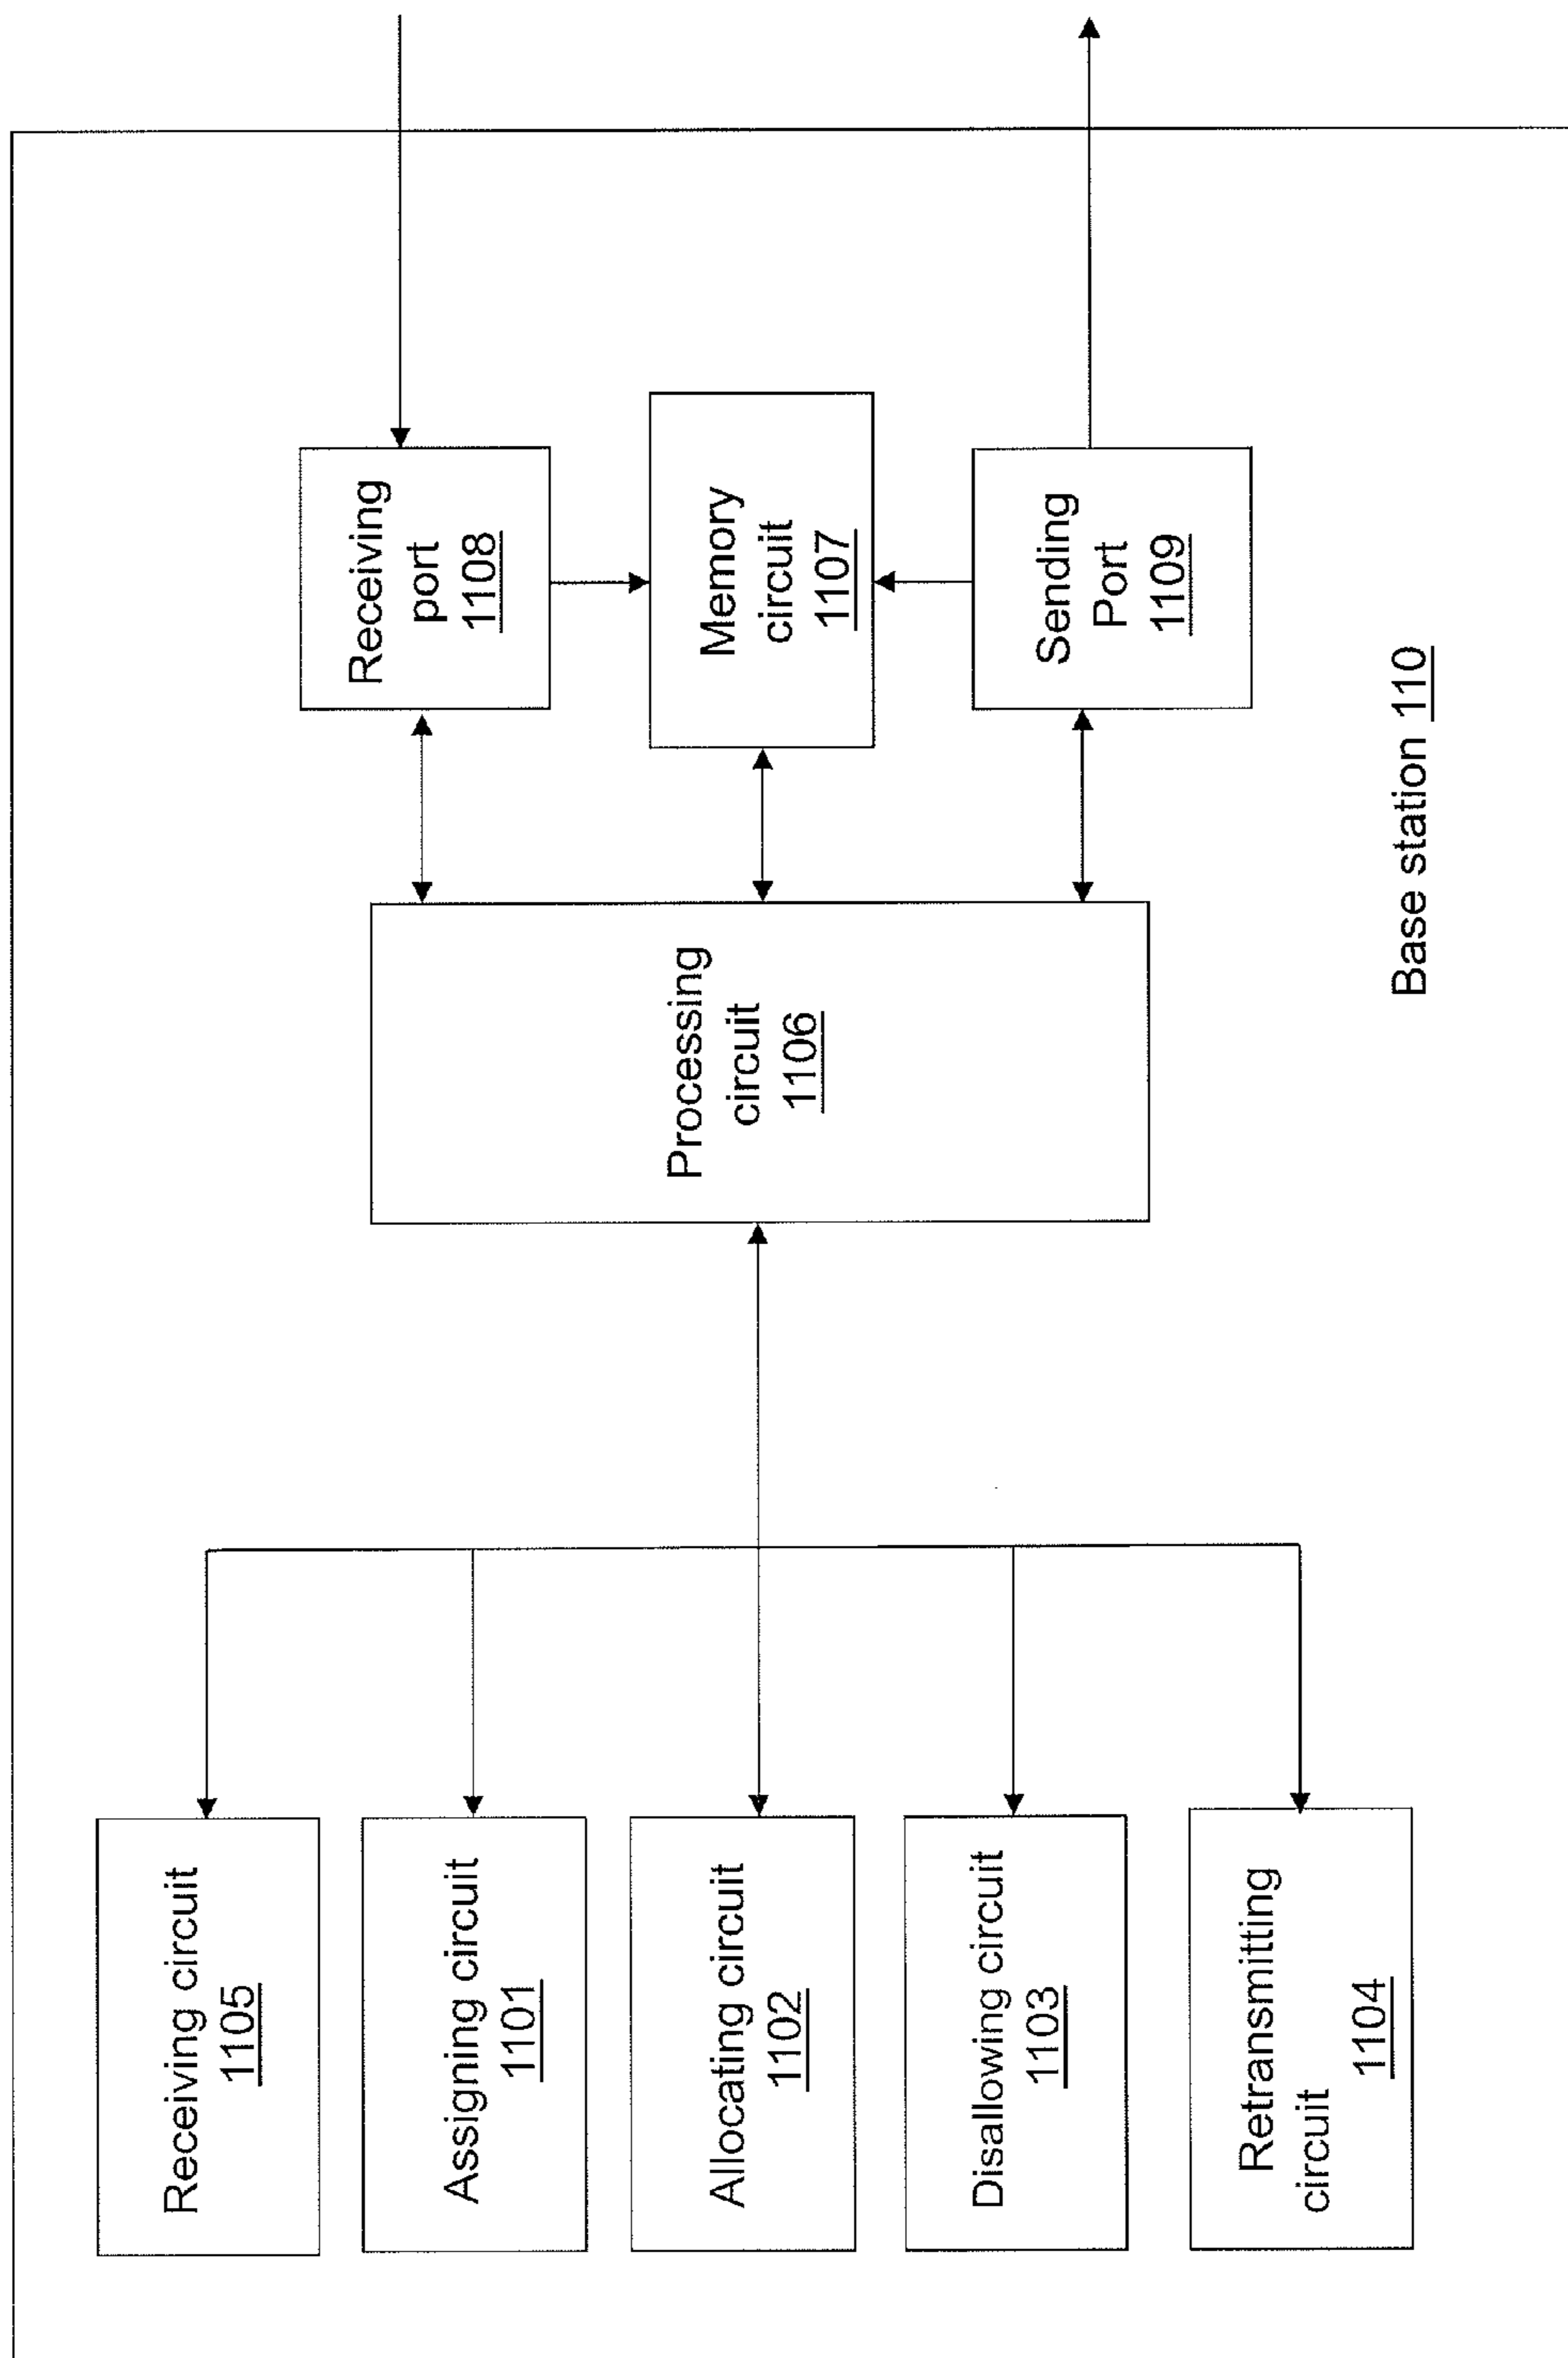 Receiving circuit
1105
Assigning circuit
1101
Allocating circuit
1102
Disallowing circuit
1103
Retransmitting
circuit
1104
Processing
circuit
1106
Receiving
port
1108
Memory
circuit
1107
Sending
Port
1109
Base station 110